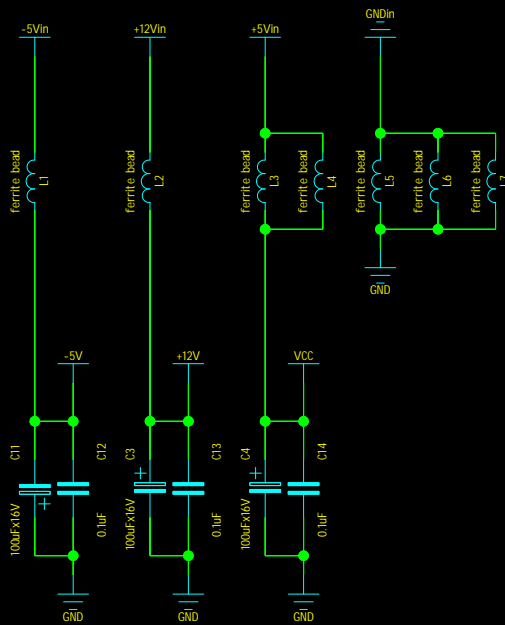 GNDin
-5Vin
+12Vin
+5Vin
ferrite bead
L1
ferrite bead
L2
ferrite bead
L3
ferrite bead
L4
ferrite bead
L5
ferrite bead
L6
ferrite bead
L7
GND
-5V
+12V
VCC
C11
C12
C3
C13
C4
C14
+
+
+
100uFx16V
0.1uF
100uFx16V
0.1uF
100uFx16V
0.1uF
GND
GND
GND